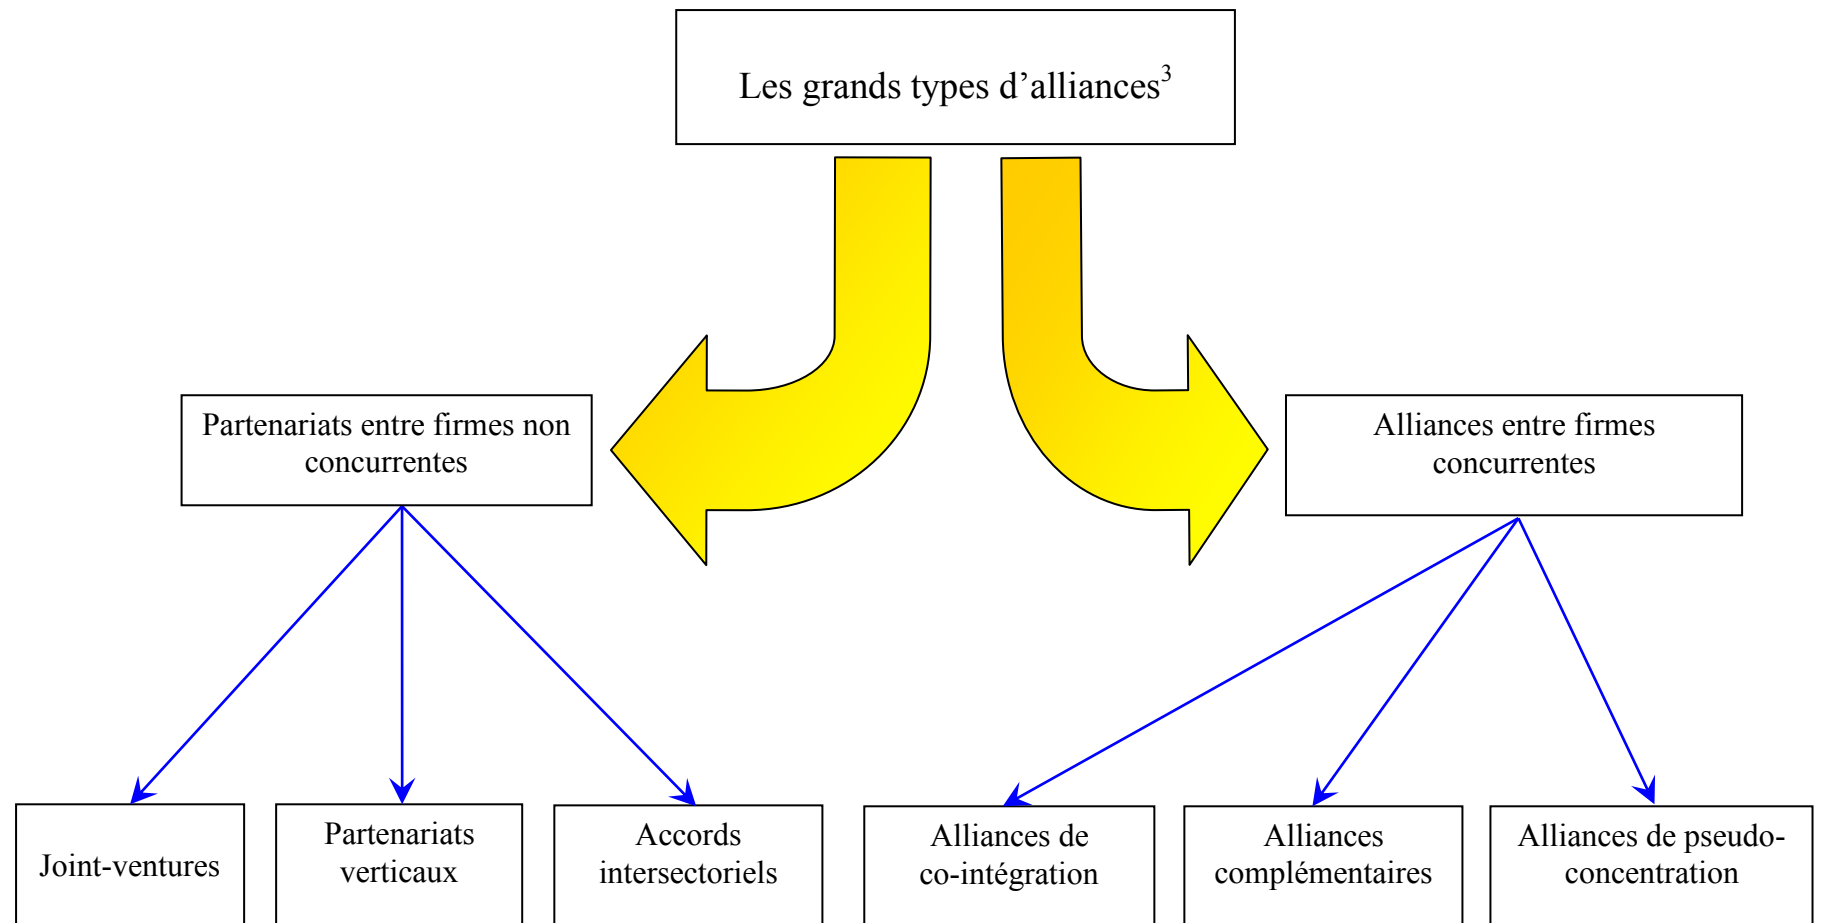 Les grands types d’alliances³
Partenariats entre firmes non
concurrentes
Alliances entre firmes
concurrentes
Joint-ventures
Partenariats
verticaux
Accords
intersectoriels
Alliances de
co-intégration
Alliances
complémentaires
Alliances de pseudo-
concentration